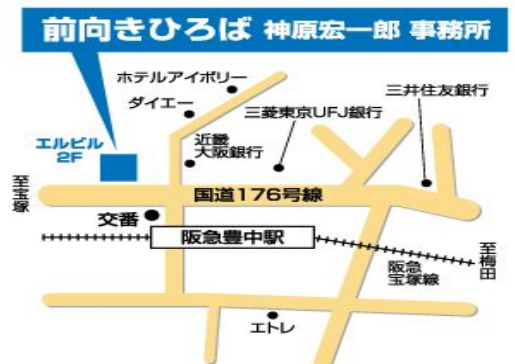 前向きひろば 神原宏一郎 事務所
ホテルアイボリー
ダイエー
三井住友銀行
三菱東京UFJ銀行
エルビル
2F
近畿
大阪銀行
至宝塚
国道176号線
交番
阪急豊中駅
至梅田
阪急
宝塚線
エトレ